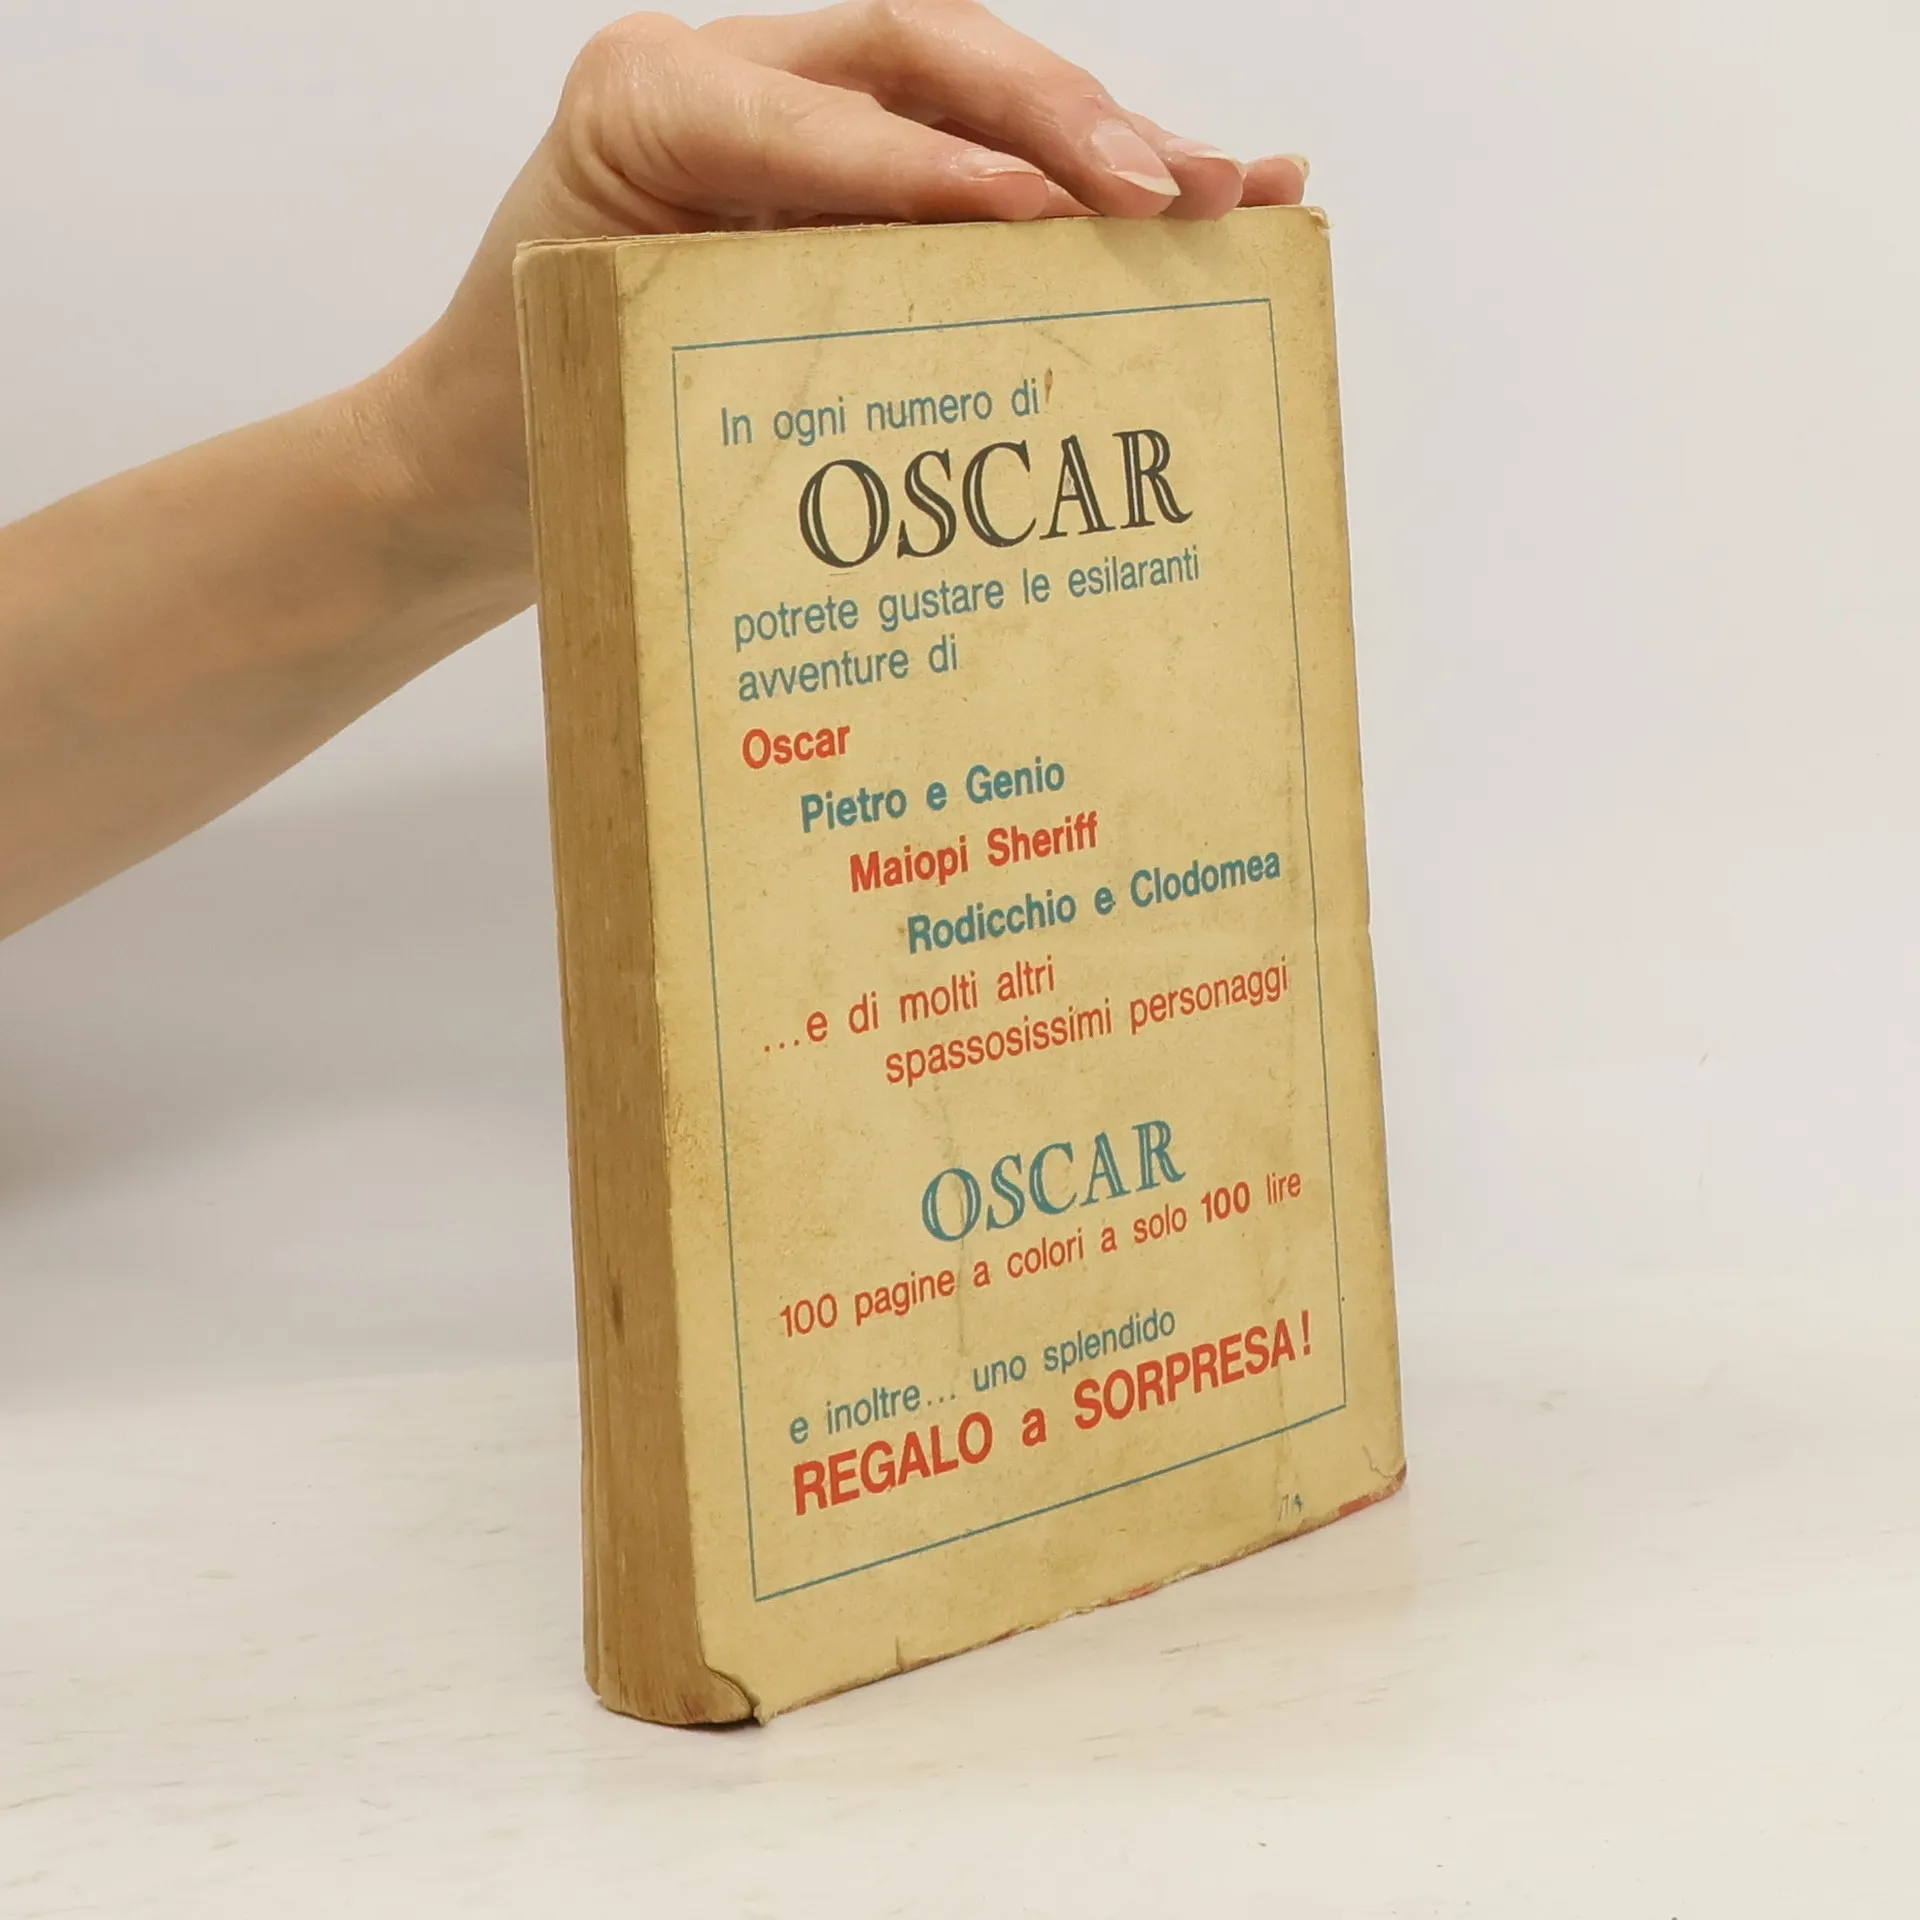 In ogni numero di
OSCAR
potrete gustare le esilaranti
avventure di
Oscar
Pietro e Genio
Maiopi Sheriff
Rodicchio e Clodomea
...e di molti altri
spassosissimi personaggi
OSCAR
100 pagine a colori a solo 100 lire
e inoltre... uno splendido
REGALO a SORPRESA!